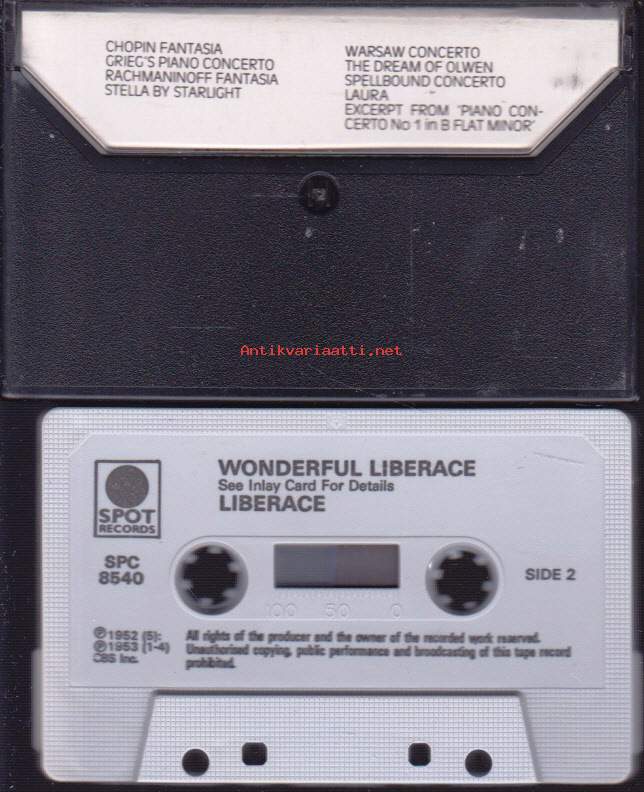 CHOPIN FANTASIA
GRIEG'S PIANO CONCERTO
RACHMANINOFF FANTASIA
STELLA BY STARLIGHT
WARSAW CONCERTO
THE DREAM OF OLWEN
SPELLBOUND CONCERTO
LAURA
EXCERPT FROM 'PIANO CON-
CERTO No 1 in B FLAT MINOR'
Antikvariaatti.net
WONDERFUL LIBERACE
See Inlay Card For Details
LIBERACE
SPOT
RECORDS
SPC
8540
SIDE 2
100 50 0
℗1952 (5):
℗1953 (1-4)
CBS Inc.
All rights of the producer and the owner of the recorded work reserved.
Unauthorised copying, public performance and broadcasting of this tape record
prohibited.